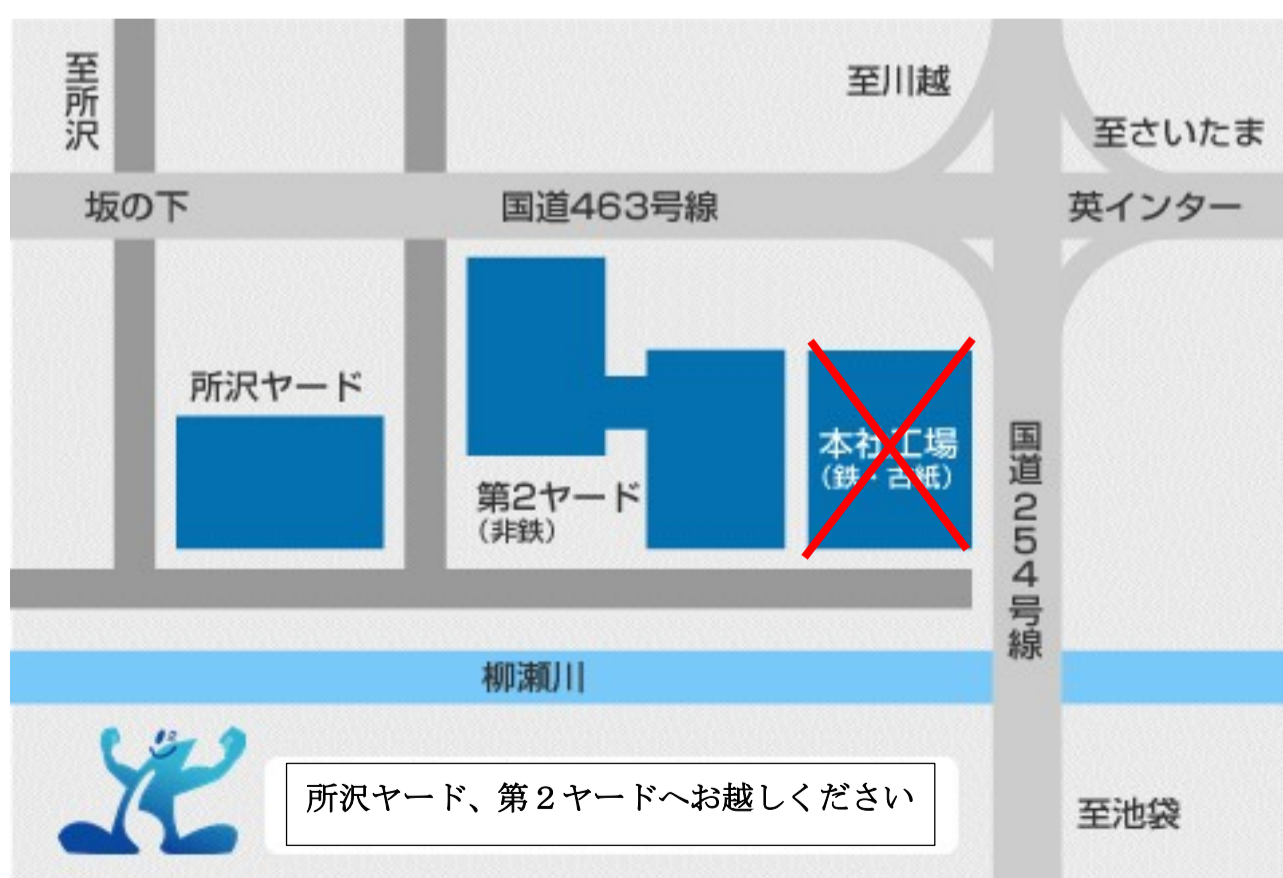 至所沢
至川越
至さいたま
坂の下
国道463号線
英インター
所沢ヤード
第2ヤード
（非鉄）
本社工場
（鉄・古紙）
国道254号線
柳瀬川
所沢ヤード、第２ヤードへお越しください
至池袋